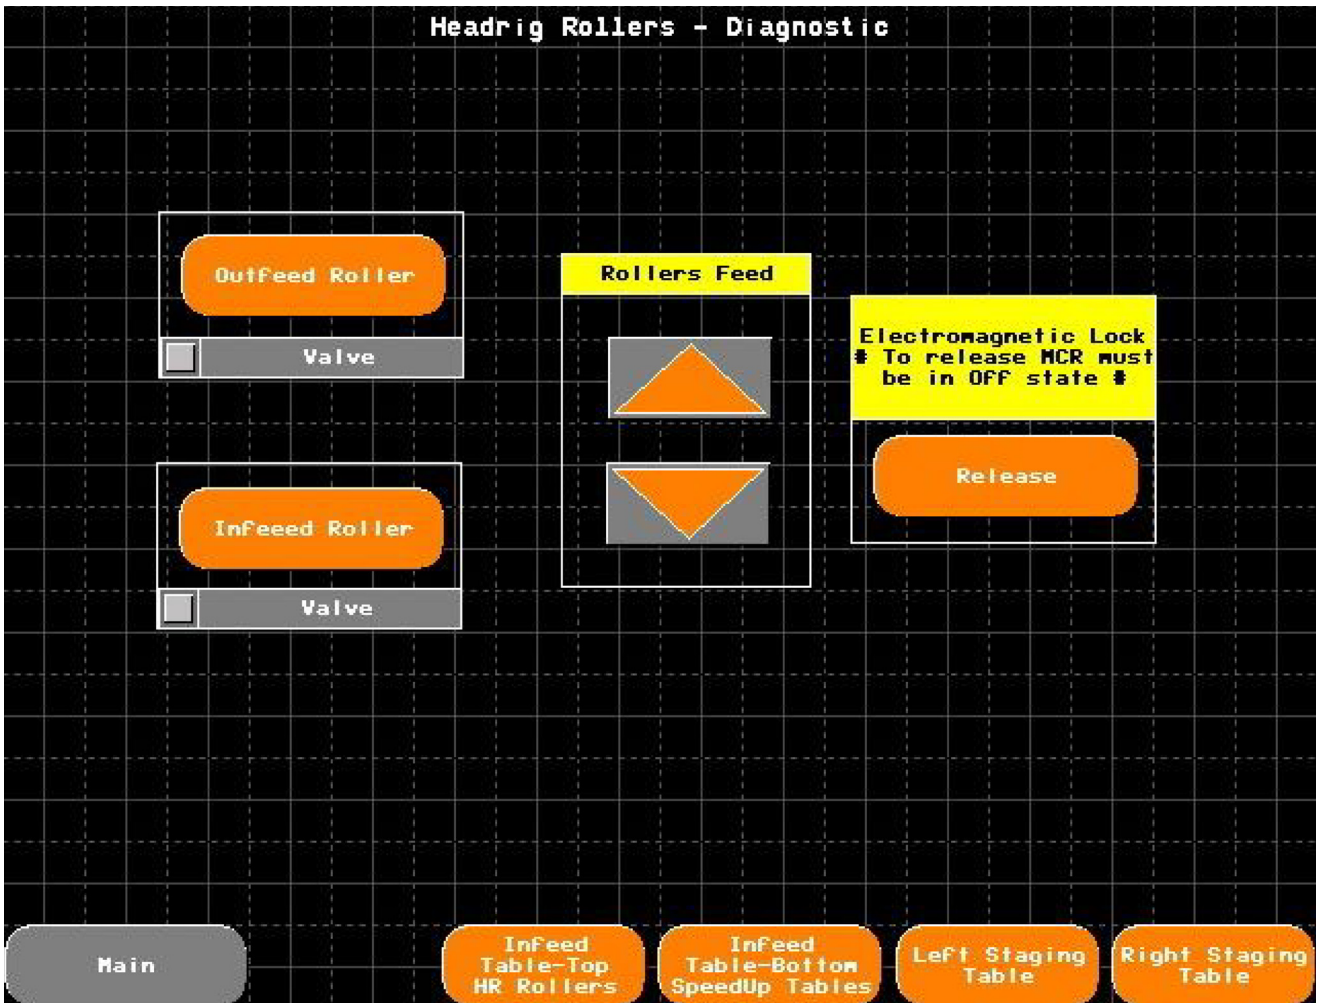 Headrig Rollers - Diagnostic
Outfeed Roller
Valve
Infeeed Roller
Valve
Rollers Feed
Electromagnetic Lock
# To release MCR must
be in Off state #
Release
Main
Infeed
Table-Top
HR Rollers
Infeed
Table-Bottom
SpeedUp Tables
Left Staging
Table
Right Staging
Table